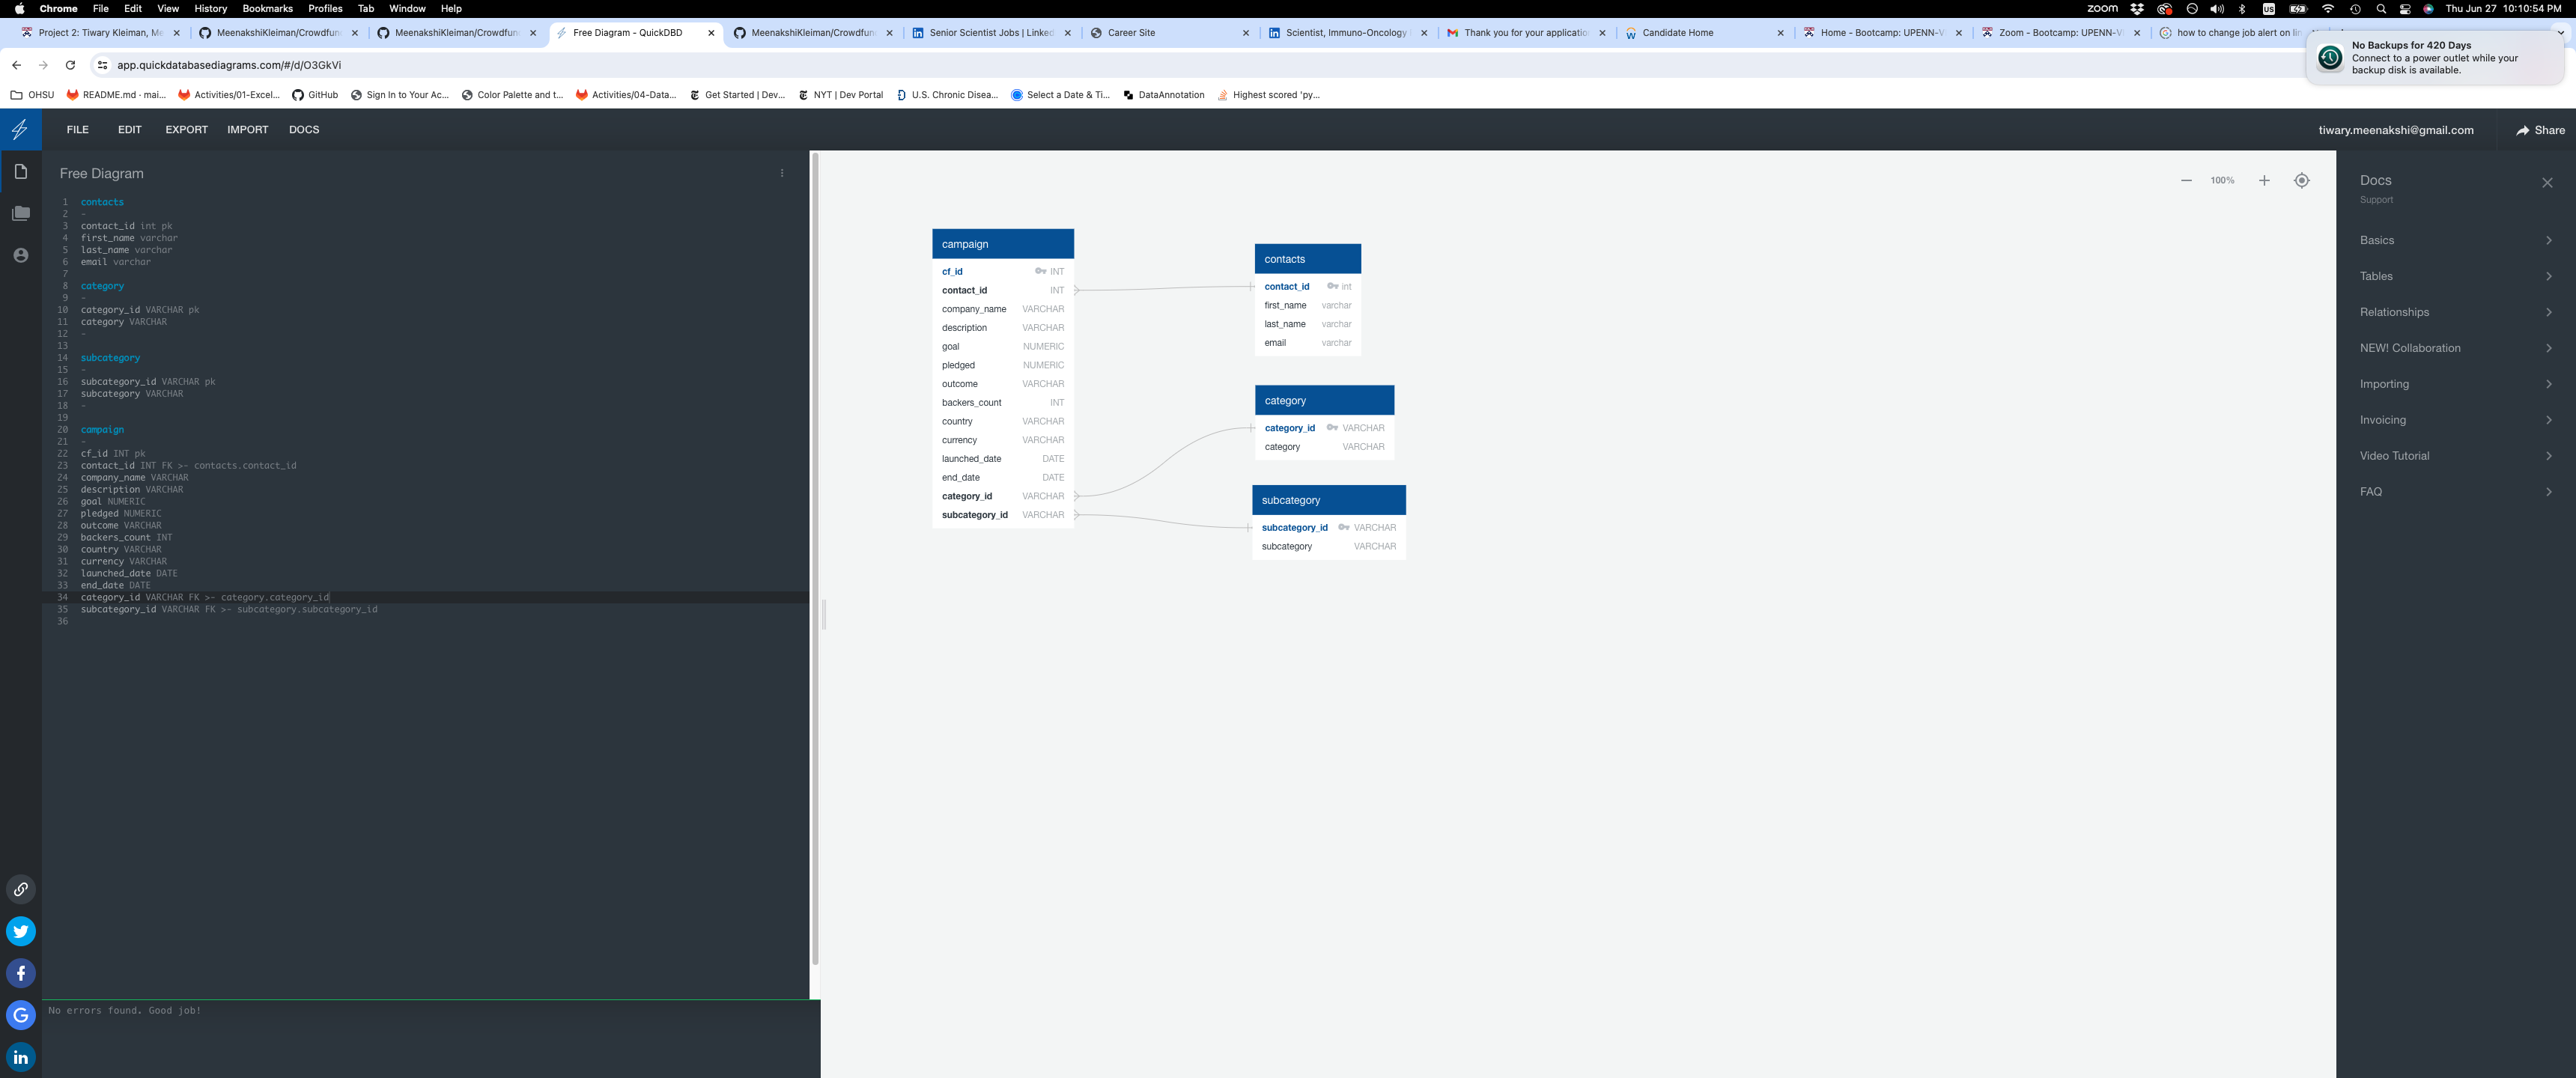 Chrome File Edit View History Bookmarks Profiles Tab Window Help
zoom US Thu Jun 27 10:10:54 PM
Project 2: Tiwary Kleiman, Me
MeenakshiKleiman/Crowdfun
MeenakshiKleiman/Crowdfun
Free Diagram - QuickDBD
MeenakshiKleiman/Crowdfun
Senior Scientist Jobs | Linked
Career Site
Scientist, Immuno-Oncology
Thank you for your applicatio
Candidate Home
Home - Bootcamp: UPENN-V
Zoom - Bootcamp: UPENN-V
how to change job alert on lin
app.quickdatabasediagrams.com/#/d/O3GkVi
No Backups for 420 Days
Connect to a power outlet while your
backup disk is available.
OHSU
README.md · mai...
Activities/01-Excel...
GitHub
Sign In to Your Ac...
Color Palette and t...
Activities/04-Data...
Get Started | Dev...
NYT | Dev Portal
U.S. Chronic Disea...
Select a Date & Ti...
DataAnnotation
Highest scored 'py...
FILE EDIT EXPORT IMPORT DOCS
tiwary.meenakshi@gmail.com
Share
Free Diagram
1 contacts
2 -
3 contact_id int pk
4 first_name varchar
5 last_name varchar
6 email varchar
7
8 category
9 -
10 category_id VARCHAR pk
11 category VARCHAR
12 -
13
14 subcategory
15 -
16 subcategory_id VARCHAR pk
17 subcategory VARCHAR
18 -
19
20 campaign
21 -
22 cf_id INT pk
23 contact_id INT FK >- contacts.contact_id
24 company_name VARCHAR
25 description VARCHAR
26 goal NUMERIC
27 pledged NUMERIC
28 outcome VARCHAR
29 backers_count INT
30 country VARCHAR
31 currency VARCHAR
32 launched_date DATE
33 end_date DATE
34 category_id VARCHAR FK >- category.category_id
35 subcategory_id VARCHAR FK >- subcategory.subcategory_id
36
No errors found. Good job!
100%
campaign
cf_id INT
contact_id INT
company_name VARCHAR
description VARCHAR
goal NUMERIC
pledged NUMERIC
outcome VARCHAR
backers_count INT
country VARCHAR
currency VARCHAR
launched_date DATE
end_date DATE
category_id VARCHAR
subcategory_id VARCHAR
contacts
contact_id int
first_name varchar
last_name varchar
email varchar
category
category_id VARCHAR
category VARCHAR
subcategory
subcategory_id VARCHAR
subcategory VARCHAR
Docs
Support
Basics
Tables
Relationships
NEW! Collaboration
Importing
Invoicing
Video Tutorial
FAQ